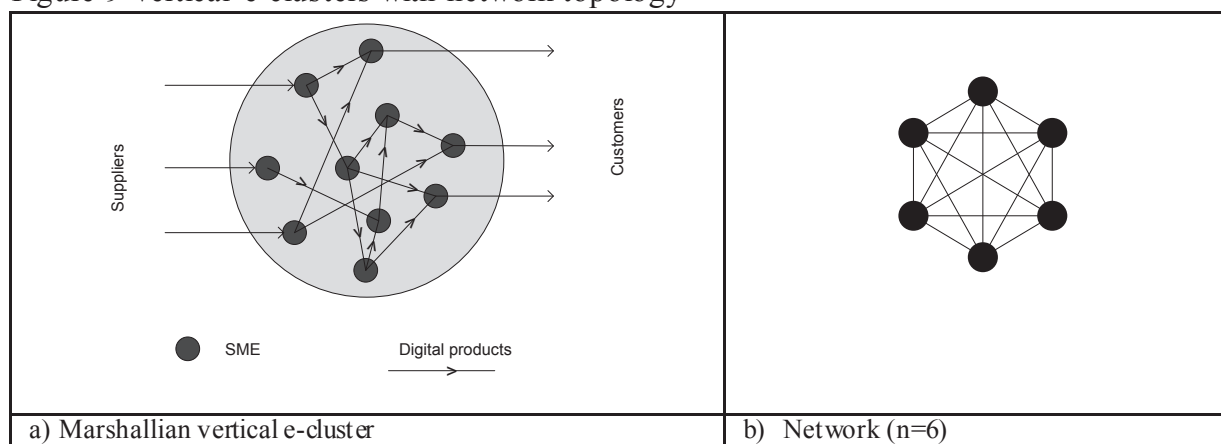 Figure 9 Vertical e-clusters with network topology
Suppliers
Customers
SME
Digital products
a) Marshallian vertical e-cluster
b) Network (n=6)